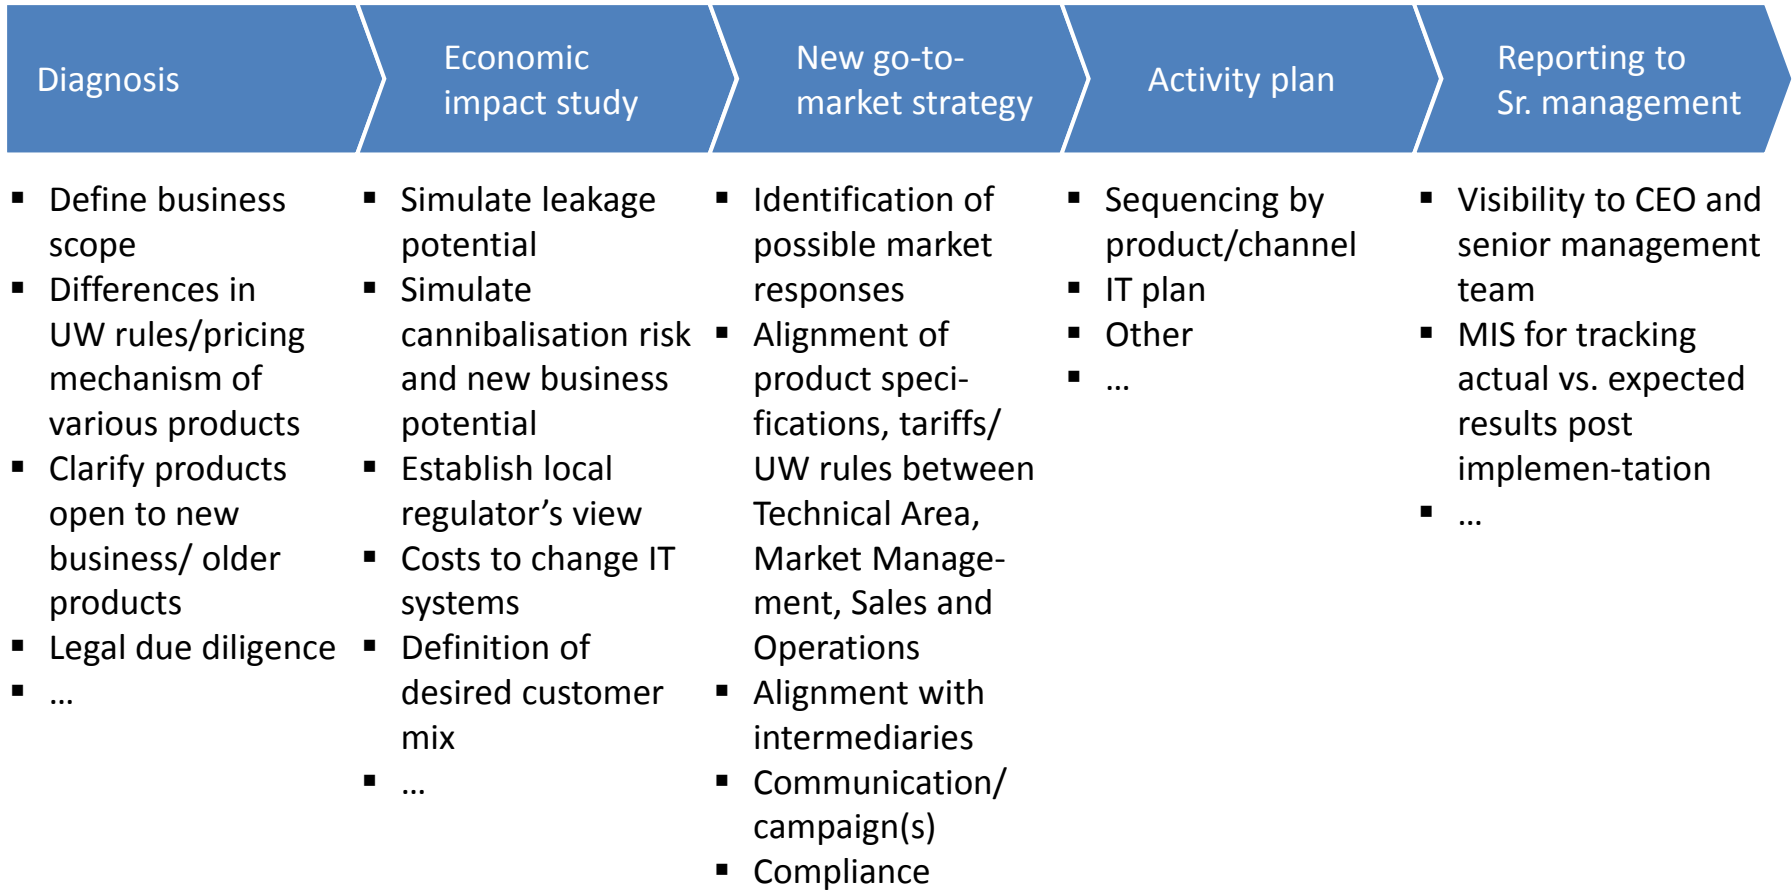 Diagnosis
Economic
impact study
New go-to-
market strategy
Activity plan
Reporting to
Sr. management
▪ Define business
scope
▪ Differences in
UW rules/pricing
mechanism of
various products
▪ Clarify products
open to new
business/ older
products
▪ Legal due diligence
▪ …
▪ Simulate leakage
potential
▪ Simulate
cannibalisation risk
and new business
potential
▪ Establish local
regulator’s view
▪ Costs to change IT
systems
▪ Definition of
desired customer
mix
▪ …
▪ Identification of
possible market
responses
▪ Alignment of
product speci-
fications, tariffs/
UW rules between
Technical Area,
Market Manage-
ment, Sales and
Operations
▪ Alignment with
intermediaries
▪ Communication/
campaign(s)
▪ Compliance
▪ Sequencing by
product/channel
▪ IT plan
▪ Other
▪ …
▪ Visibility to CEO and
senior management
team
▪ MIS for tracking
actual vs. expected
results post
implemen-tation
▪ …